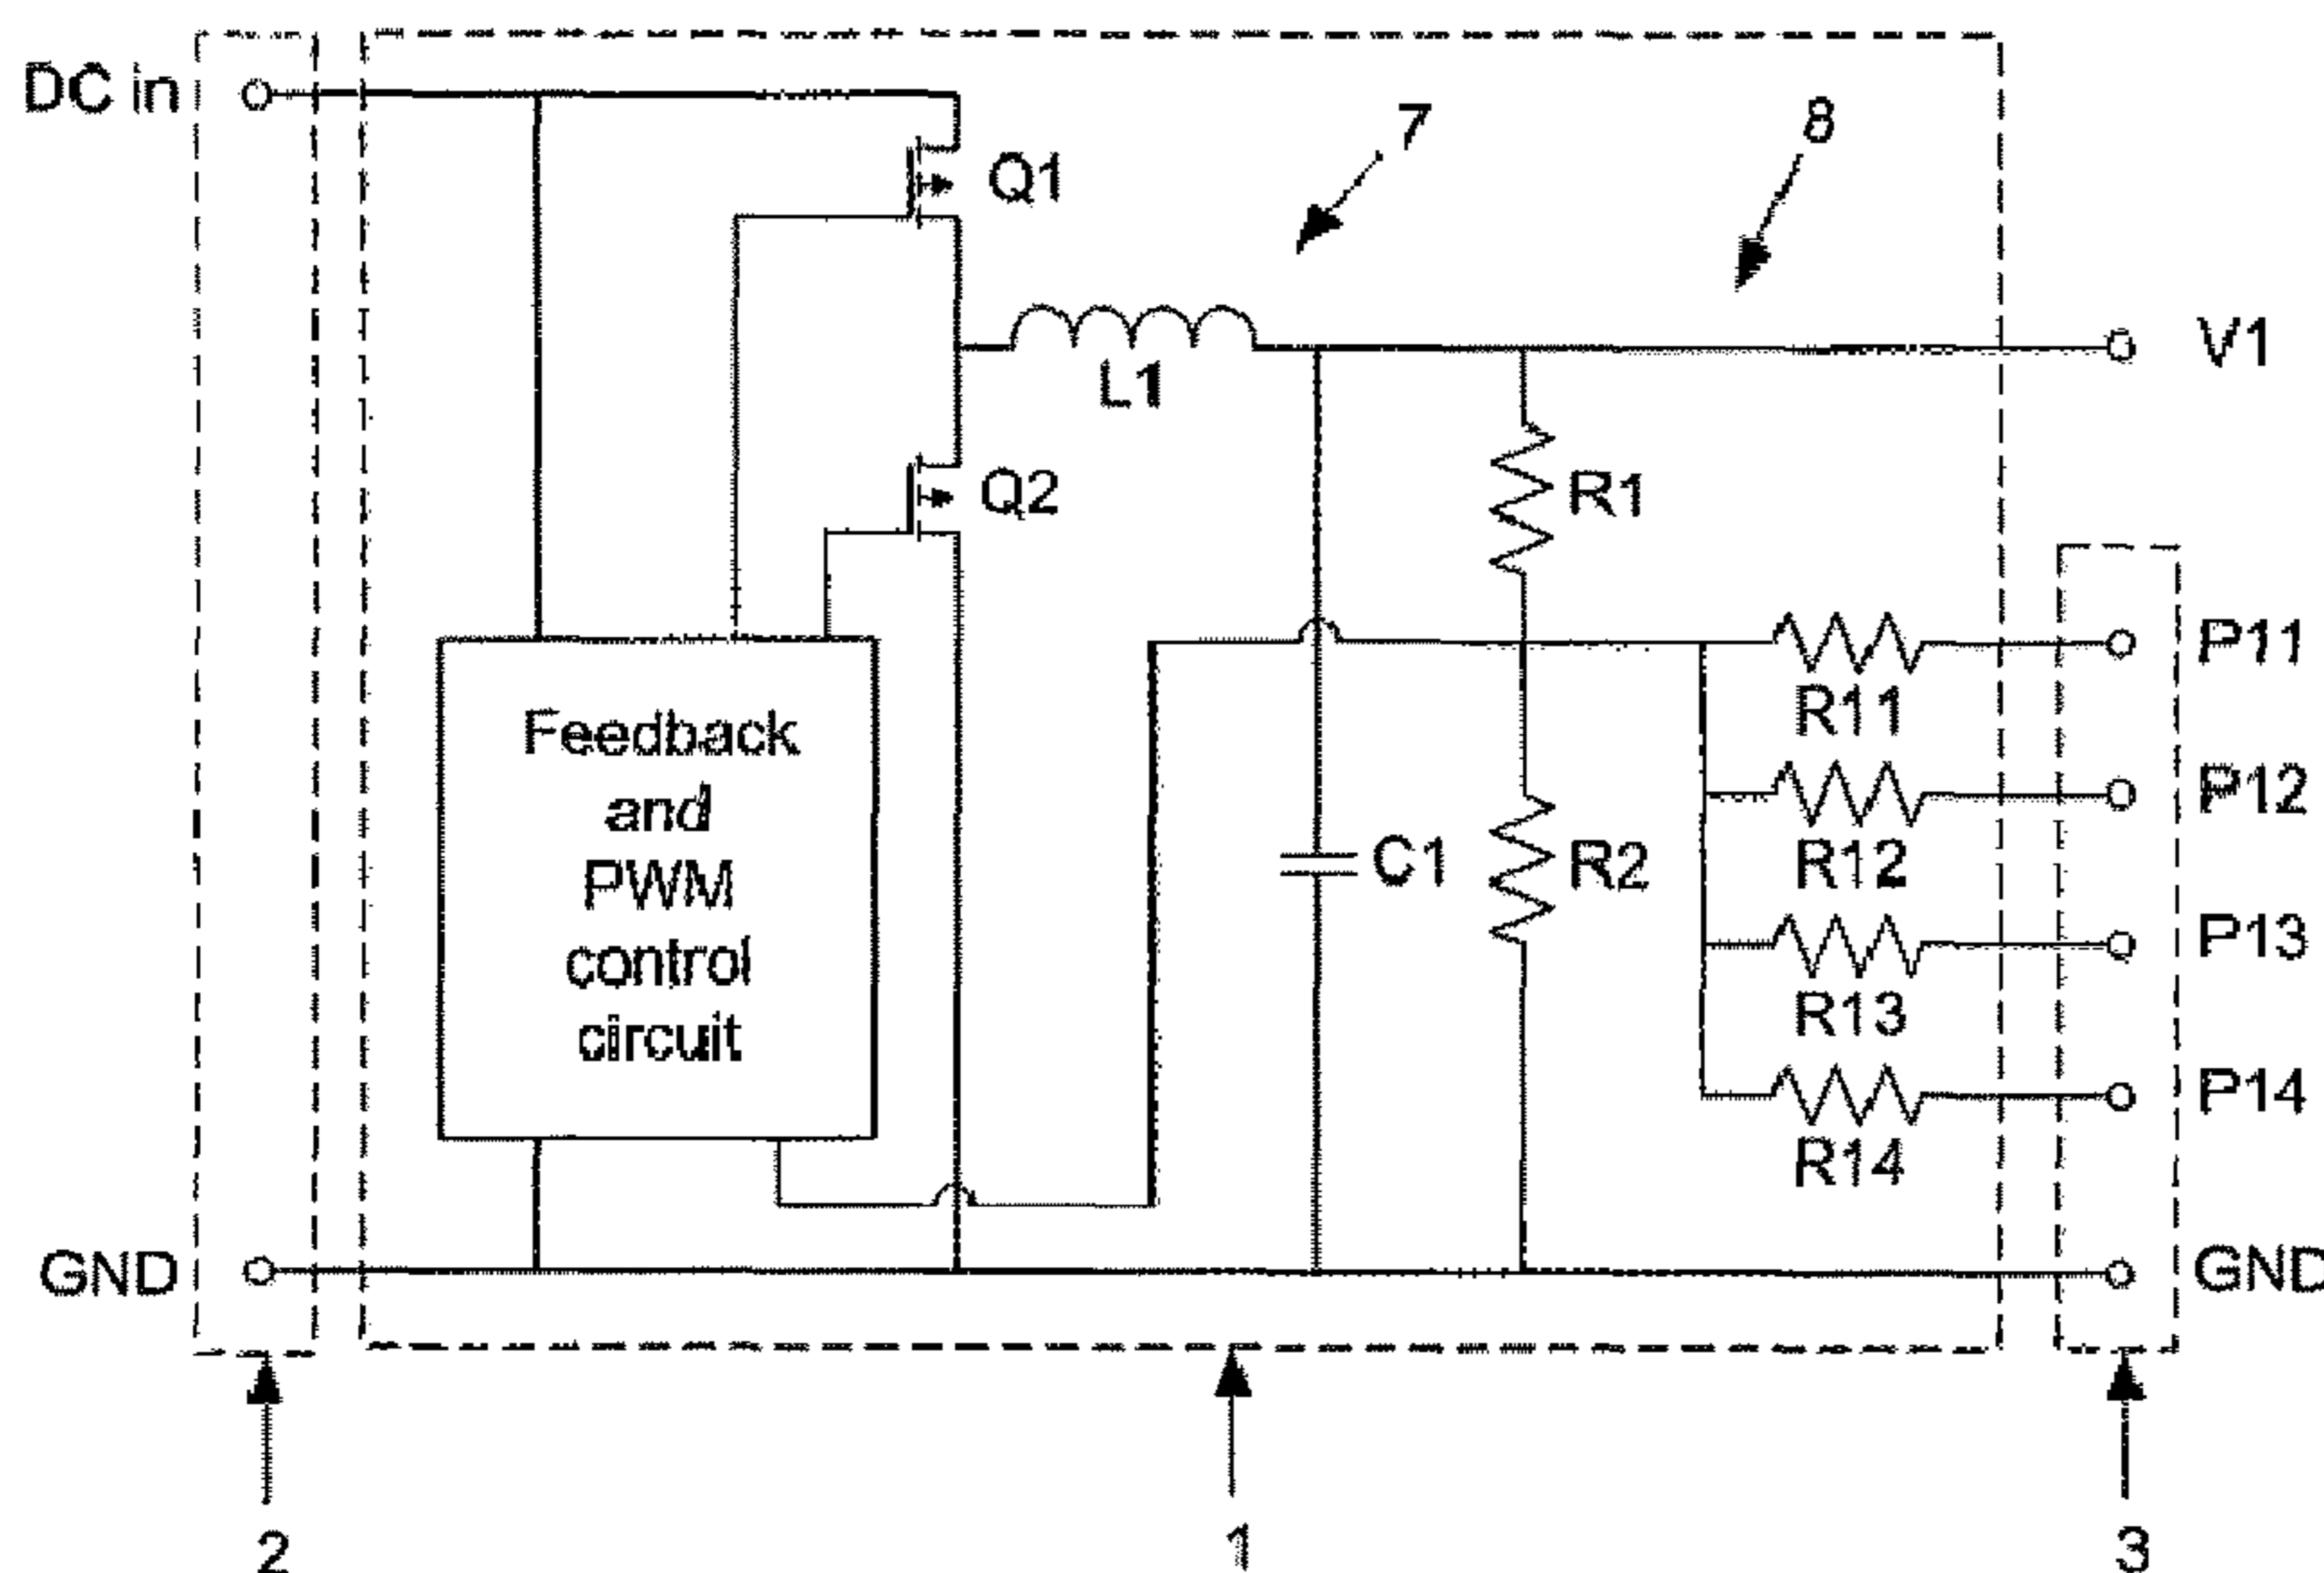 DC in
7
8
Q1
V1
L1
Q2
R1
P11
R11
Feedback
and
PWM
control
circuit
P12
C1
R2
R12
P13
R13
P14
R14
GND
GND
2
1
3